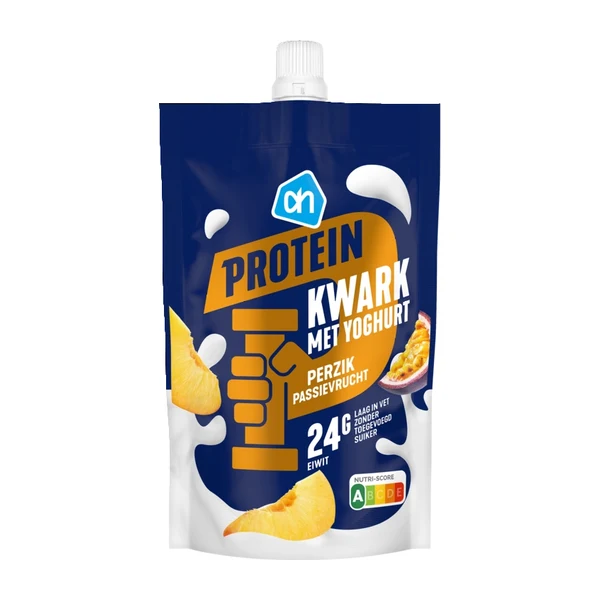 ah
PROTEIN
KWARK
MET YOGHURT
PERZIK
PASSIEVRUCHT
24G
EIWIT
LAAG IN VET
ZONDER
TOEGEVOEGD
SUIKER
NUTRI-SCORE
A B C D E